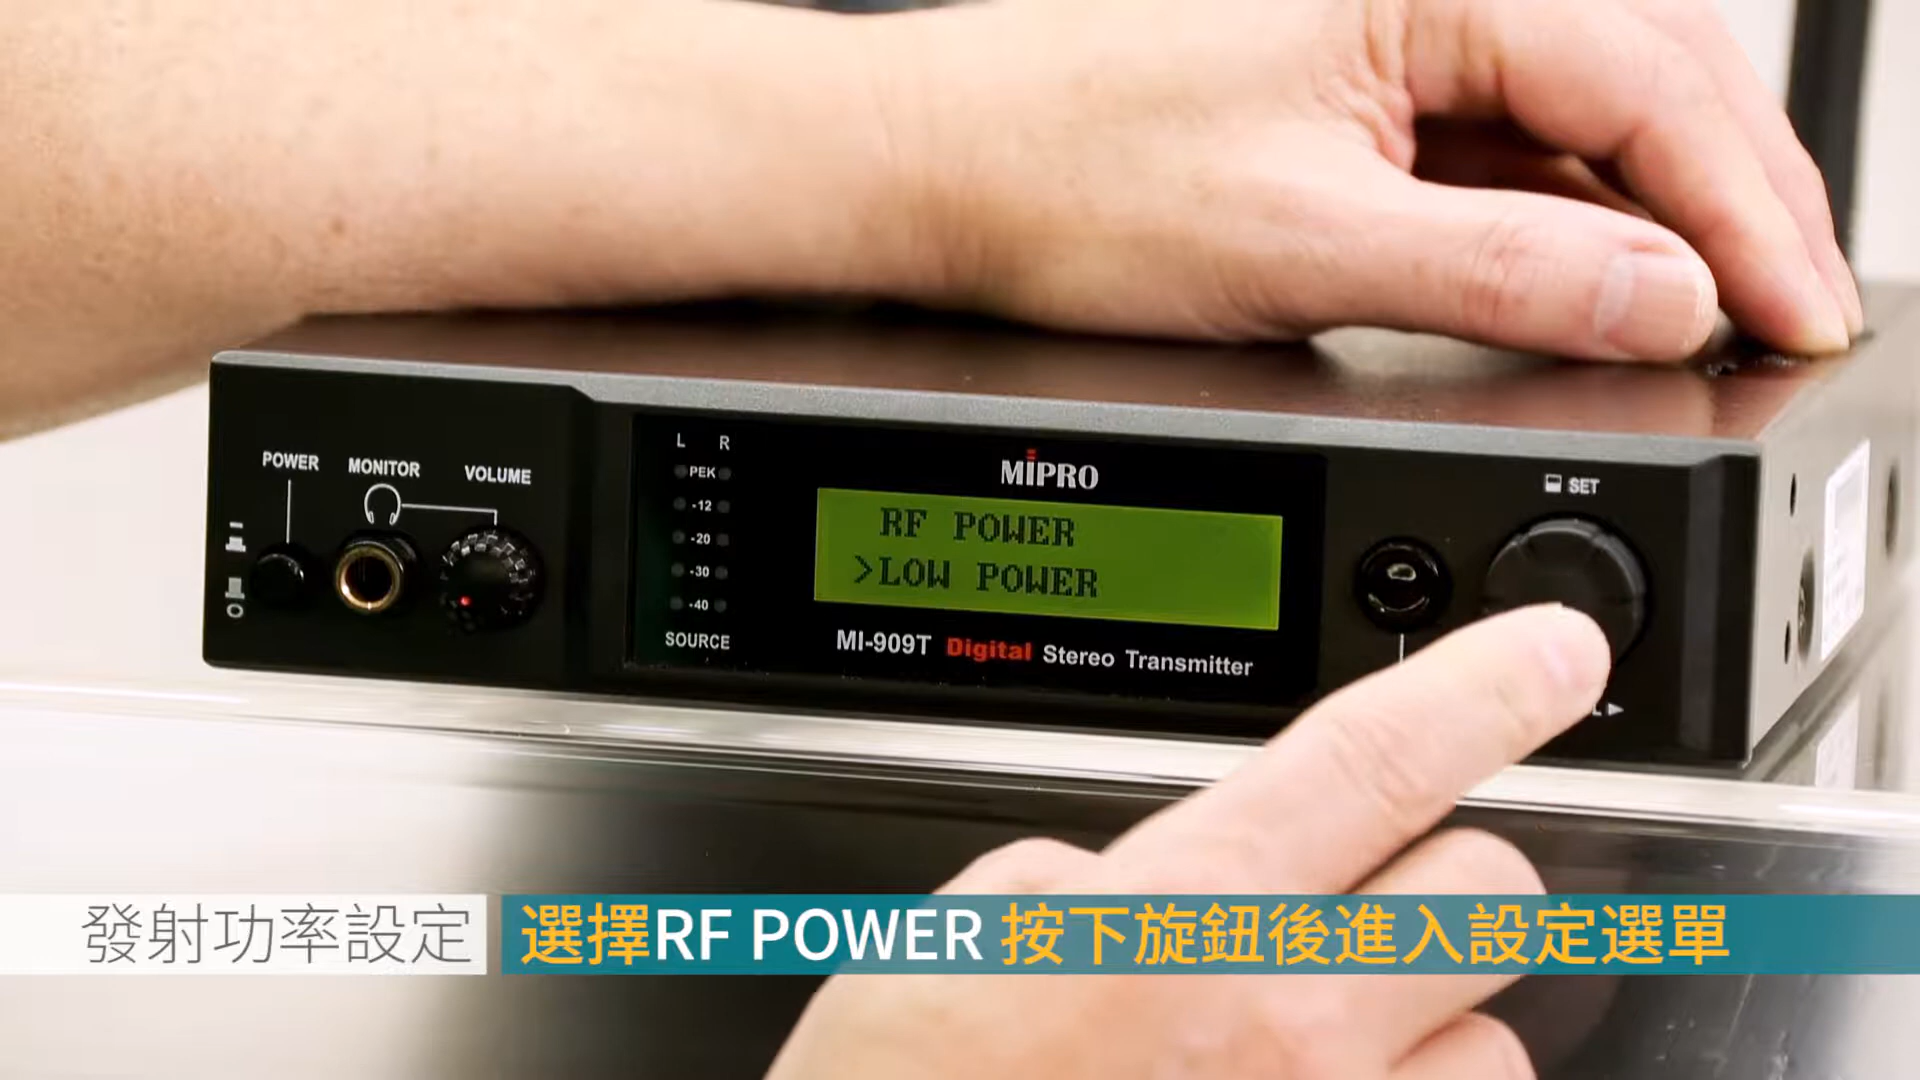 POWER
MONITOR
VOLUME
L R
PEK
-12
-20
-30
-40
SOURCE
MIPRO
RF POWER
>LOW POWER
MI-909T Digital Stereo Transmitter
SET
發射功率設定
選擇RF POWER 按下旋鈕後進入設定選單